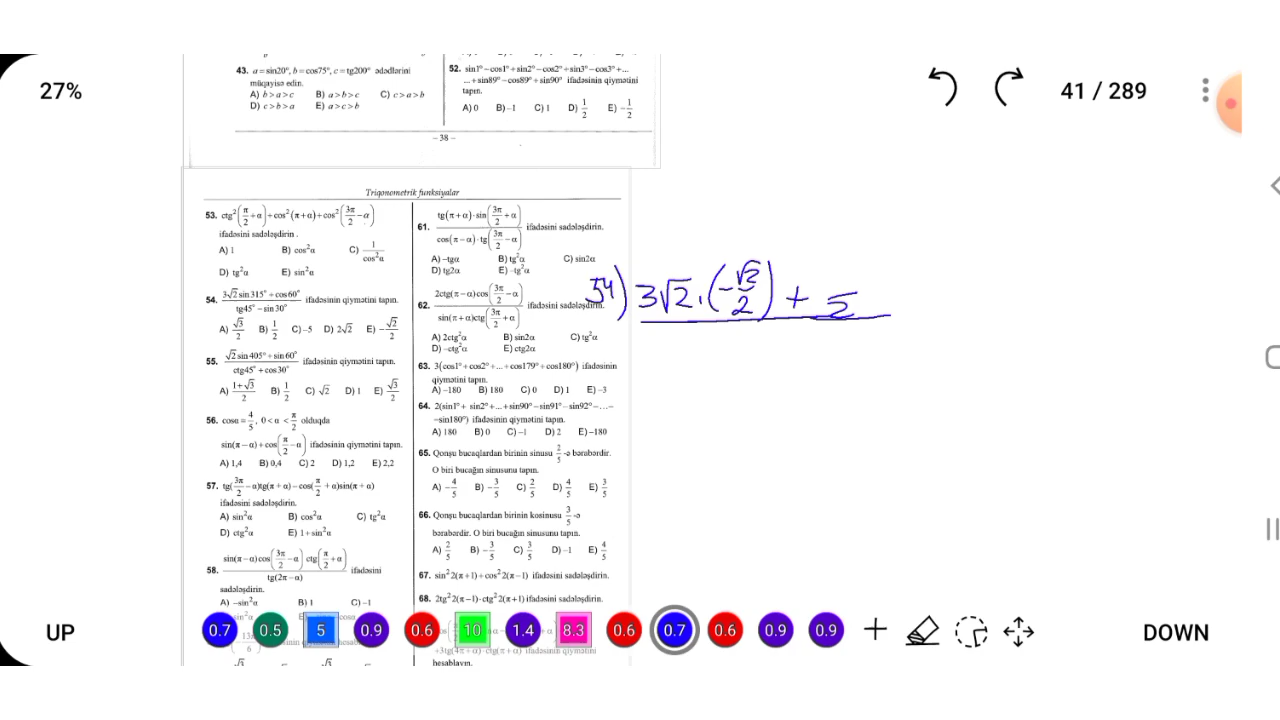 27%
41 / 289
43. a = sin20°, b = cos75°, c = tg200° ədədlərini
müqayisə edin.
A) b > a > c B) a > b > c C) c > a > b
D) c > b > a E) a > c > b
52. sin1° − cos1° + sin2° − cos2° + sin3° − cos3° + ...
... + sin89° − cos89° + sin90° ifadəsinin qiymətini
tapın.
A) 0 B) −1 C) 1 D) 1/2 E) −1/2
– 38 –
Triqonometrik funksiyalar
53. ctg²(π/2 + α) + cos²(π + α) + cos²(3π/2 − α)
ifadəsini sadələşdirin .
A) 1 B) cos²α C) 1/cos²α
D) tg²α E) sin²α
54. (3√2 sin315° + cos60°)/(tg45° − sin30°) ifadəsinin qiymətini tapın.
A) √3/2 B) 1/2 C) −5 D) 2√2 E) −√2/2
55. (√2 sin405° + sin60°)/(ctg45° + cos30°) ifadəsinin qiymətini tapın.
A) (1+√3)/2 B) 1/2 C) √2 D) 1 E) √3/2
56. cosα = 4/5, 0 < α < π/2 olduqda
sin(π − α) + cos(π/2 − α) ifadəsinin qiymətini tapın.
A) 1,4 B) 0,4 C) 2 D) 1,2 E) 2,2
57. tg(3π/2 − α)tg(π + α) − cos(π/2 + α)sin(π + α)
ifadəsini sadələşdirin.
A) sin²α B) cos²α C) tg²α
D) ctg²α E) 1 + sin²α
58. sin(π − α)cos(3π/2 − α)ctg(π/2 + α)/tg(2π − α) ifadəsini
sadələşdirin.
A) −sin²α B) 1 C) −1
61. tg(π + α)·sin(3π/2 + α)/cos(π − α)·tg(3π/2 − α) ifadəsini sadələşdirin.
A) −tgα B) tg²α C) sin2α
D) tg2α E) −tg²α
62. 2ctg(π − α)cos(3π/2 − α)/sin(π + α)ctg(3π/2 + α) ifadəsini sadələşdirin.
A) 2ctg²α B) sin2α C) tg²α
D) −ctg²α E) ctg2α
63. 3(cos1° + cos2° + ... + cos179° + cos180°) ifadəsinin
qiymətini tapın.
A) −180 B) 180 C) 0 D) 1 E) −3
64. 2(sin1° + sin2° + ... + sin90° − sin91° − sin92° − ... −
−sin180°) ifadəsinin qiymətini tapın.
A) 180 B) 0 C) −1 D) 2 E) −180
65. Qonşu bucaqlardan birinin sinusu 2/5 -ə bərabərdir.
O biri bucağın sinusunu tapın.
A) −4/5 B) −3/5 C) 2/5 D) 4/5 E) 3/5
66. Qonşu bucaqlardan birinin kosinusu 3/5 -ə
bərabərdir. O biri bucağın sinusunu tapın.
A) 2/5 B) −3/5 C) 3/5 D) −1 E) 4/5
67. sin²2(π + 1) + cos²2(π − 1) ifadəsini sadələşdirin.
68. 2tg²2(π − 1)·ctg²2(π + 1) ifadəsini sadələşdirin.
+3tg(4π + α)·ctg(π + α) ifadəsinin qiymətini
hesablayın.
54) 3√2 · (−√2/2) + 5
UP
0.7 0.5 5 0.9 0.6 10 1.4 8.3 0.6 0.7 0.6 0.9 0.9
DOWN